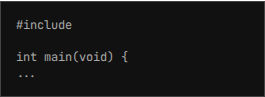 #include

int main(void) {
...